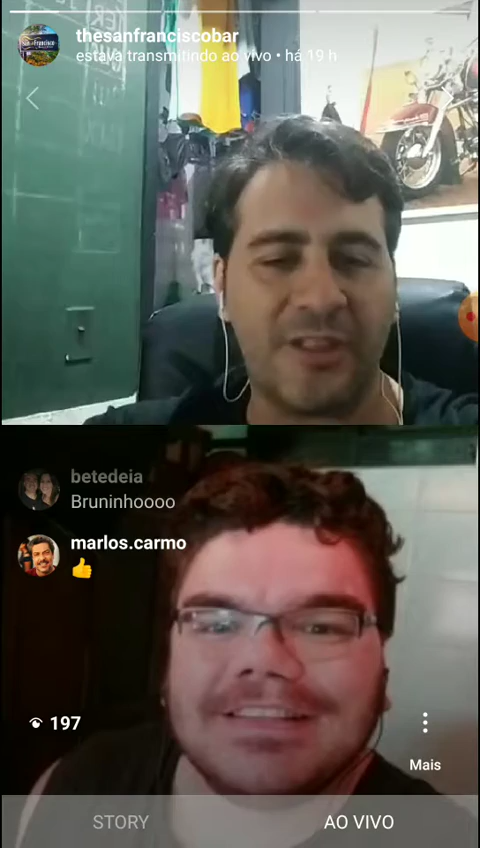 thesanfranciscobar
estava transmitindo ao vivo • há 19 h
betedeia
Bruninhoooo
marlos.carmo
👍
197
Mais
STORY
AO VIVO